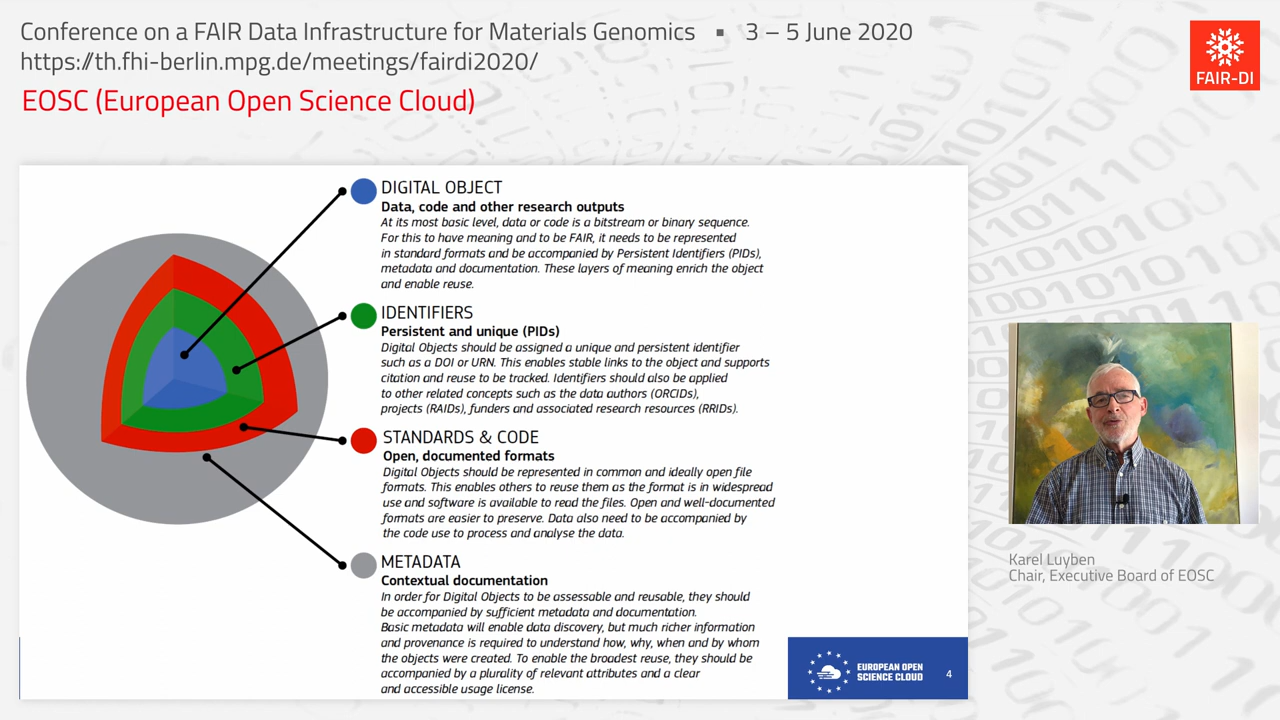 Conference on a FAIR Data Infrastructure for Materials Genomics ▪ 3 – 5 June 2020
https://th.fhi-berlin.mpg.de/meetings/fairdi2020/
EOSC (European Open Science Cloud)
FAIR-DI
DIGITAL OBJECT
Data, code and other research outputs
At its most basic level, data or code is a bitstream or binary sequence.
For this to have meaning and to be FAIR, it needs to be represented
in standard formats and be accompanied by Persistent Identifiers (PIDs),
metadata and documentation. These layers of meaning enrich the object
and enable reuse.
IDENTIFIERS
Persistent and unique (PIDs)
Digital Objects should be assigned a unique and persistent identifier
such as a DOI or URN. This enables stable links to the object and supports
citation and reuse to be tracked. Identifiers should also be applied
to other related concepts such as the data authors (ORCIDs),
projects (RAIDs), funders and associated research resources (RRIDs).
STANDARDS & CODE
Open, documented formats
Digital Objects should be represented in common and ideally open file
formats. This enables others to reuse them as the format is in widespread
use and software is available to read the files. Open and well-documented
formats are easier to preserve. Data also need to be accompanied by
the code use to process and analyse the data.
METADATA
Contextual documentation
In order for Digital Objects to be assessable and reusable, they should
be accompanied by sufficient metadata and documentation.
Basic metadata will enable data discovery, but much richer information
and provenance is required to understand how, why, when and by whom
the objects were created. To enable the broadest reuse, they should be
accompanied by a plurality of relevant attributes and a clear
and accessible usage license.
EUROPEAN OPEN
SCIENCE CLOUD
4
Karel Luyben
Chair, Executive Board of EOSC